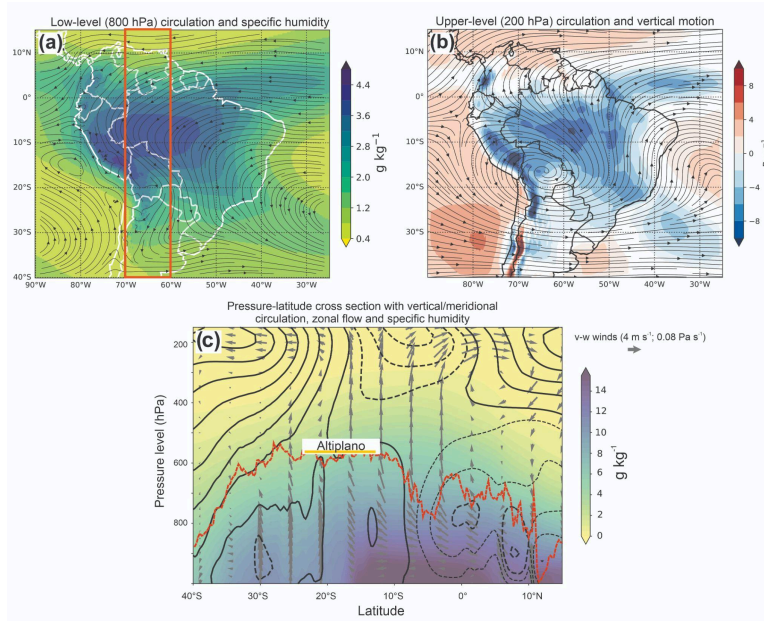 Low-level (800 hPa) circulation and specific humidity
(a)
15°N
0°
10°S
20°S
30°S
40°S
90°W 80°W 70°W 60°W 50°W 40°W 30°W
4.4
3.6
2.8
2.0
1.2
0.4
g kg⁻¹
Upper-level (200 hPa) circulation and vertical motion
(b)
15°N
0°
10°S
20°S
30°S
80°W 70°W 60°W 50°W 40°W 30°W
8
4
0
−4
−8
Pressure-latitude cross section with vertical/meridional
circulation, zonal flow and specific humidity
(c)
Altiplano
Pressure level (hPa)
200
400
600
800
40°S 30°S 20°S 10°S 0° 10°N
Latitude
v-w winds (4 m s⁻¹; 0.08 Pa s⁻¹)
14
12
10
8
6
4
2
0
g kg⁻¹